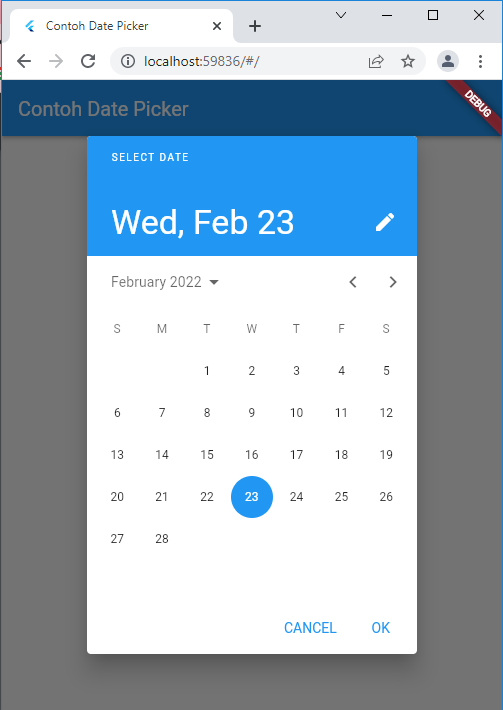 Contoh Date Picker
localhost:59836/#/
Contoh Date Picker
DEBUG
SELECT DATE
Wed, Feb 23
February 2022
S M T W T F S
1 2 3 4 5
6 7 8 9 10 11 12
13 14 15 16 17 18 19
20 21 22 23 24 25 26
27 28
CANCEL OK